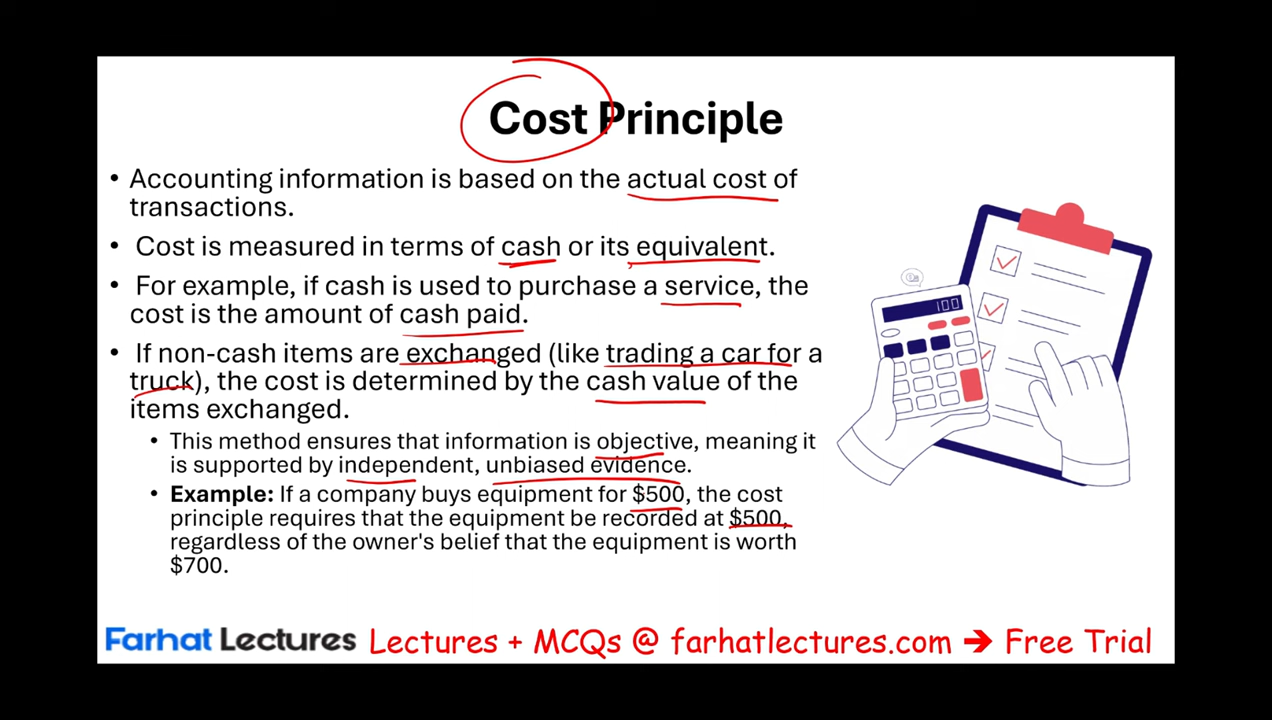 Cost Principle
• Accounting information is based on the actual cost of
transactions.
• Cost is measured in terms of cash or its equivalent.
• For example, if cash is used to purchase a service, the
cost is the amount of cash paid.
• If non-cash items are exchanged (like trading a car for a
truck), the cost is determined by the cash value of the
items exchanged.
• This method ensures that information is objective, meaning it
is supported by independent, unbiased evidence.
• Example: If a company buys equipment for $500, the cost
principle requires that the equipment be recorded at $500,
regardless of the owner's belief that the equipment is worth
$700.
100
Farhat Lectures Lectures + MCQs @ farhatlectures.com → Free Trial